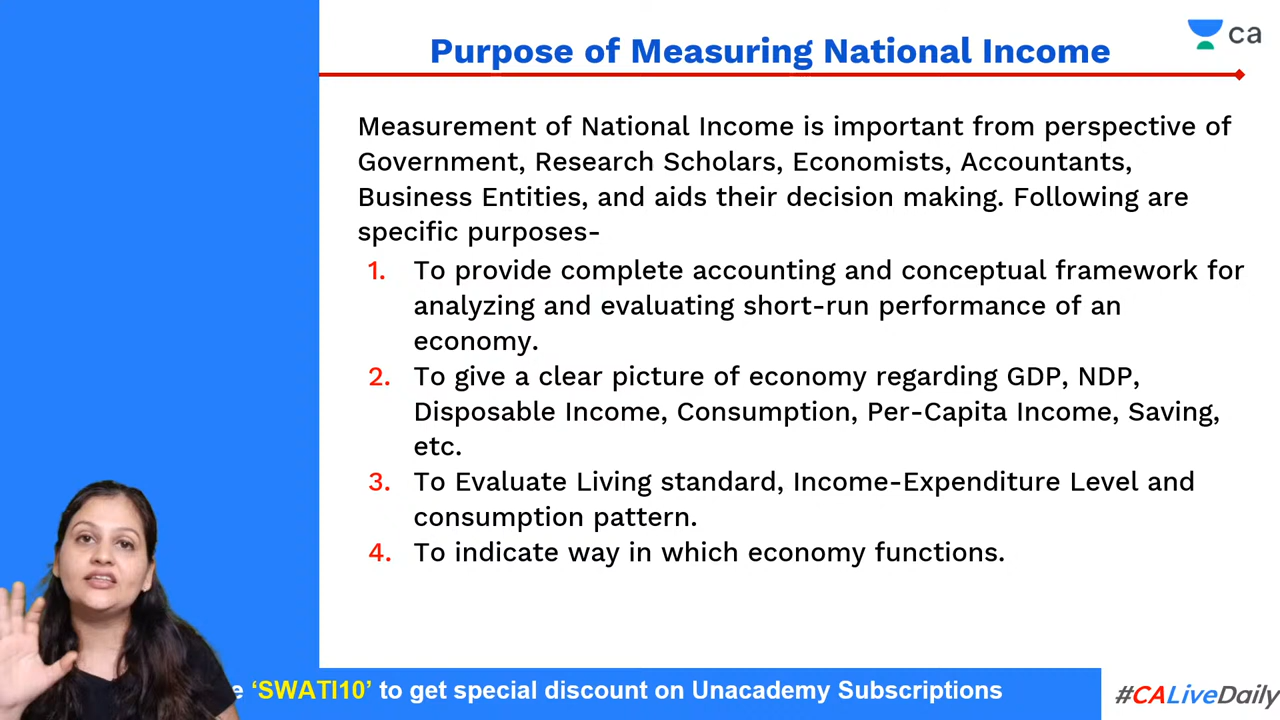 Purpose of Measuring National Income
ca
Measurement of National Income is important from perspective of
Government, Research Scholars, Economists, Accountants,
Business Entities, and aids their decision making. Following are
specific purposes-
1. To provide complete accounting and conceptual framework for
analyzing and evaluating short-run performance of an
economy.
2. To give a clear picture of economy regarding GDP, NDP,
Disposable Income, Consumption, Per-Capita Income, Saving,
etc.
3. To Evaluate Living standard, Income-Expenditure Level and
consumption pattern.
4. To indicate way in which economy functions.
‘SWATI10’ to get special discount on Unacademy Subscriptions
#CALiveDaily